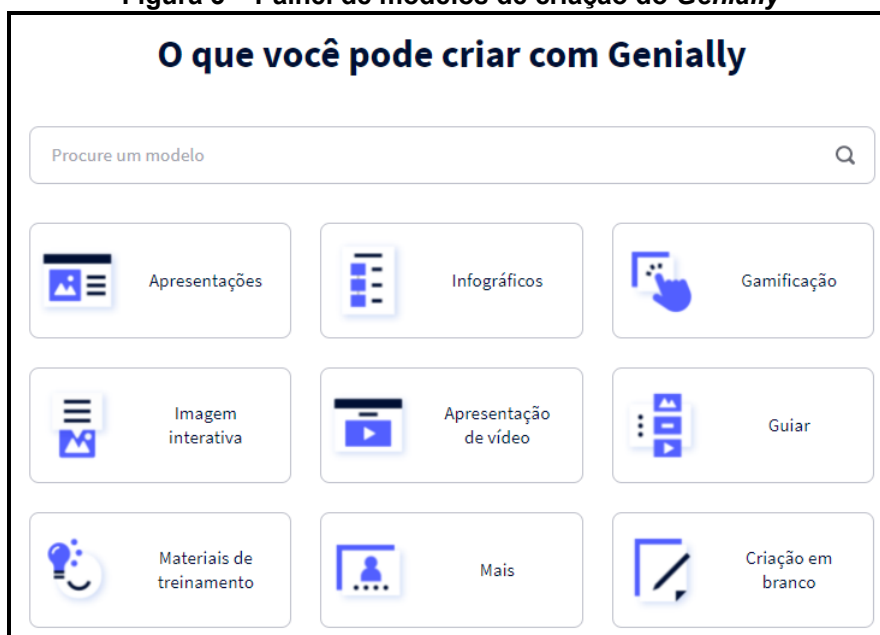 Figura 3 – Painel de modelos de criação do Genially
O que você pode criar com Genially
Procure um modelo
Apresentações
Infográficos
Gamificação
Imagem
interativa
Apresentação
de vídeo
Guiar
Materiais de
treinamento
Mais
Criação em
branco